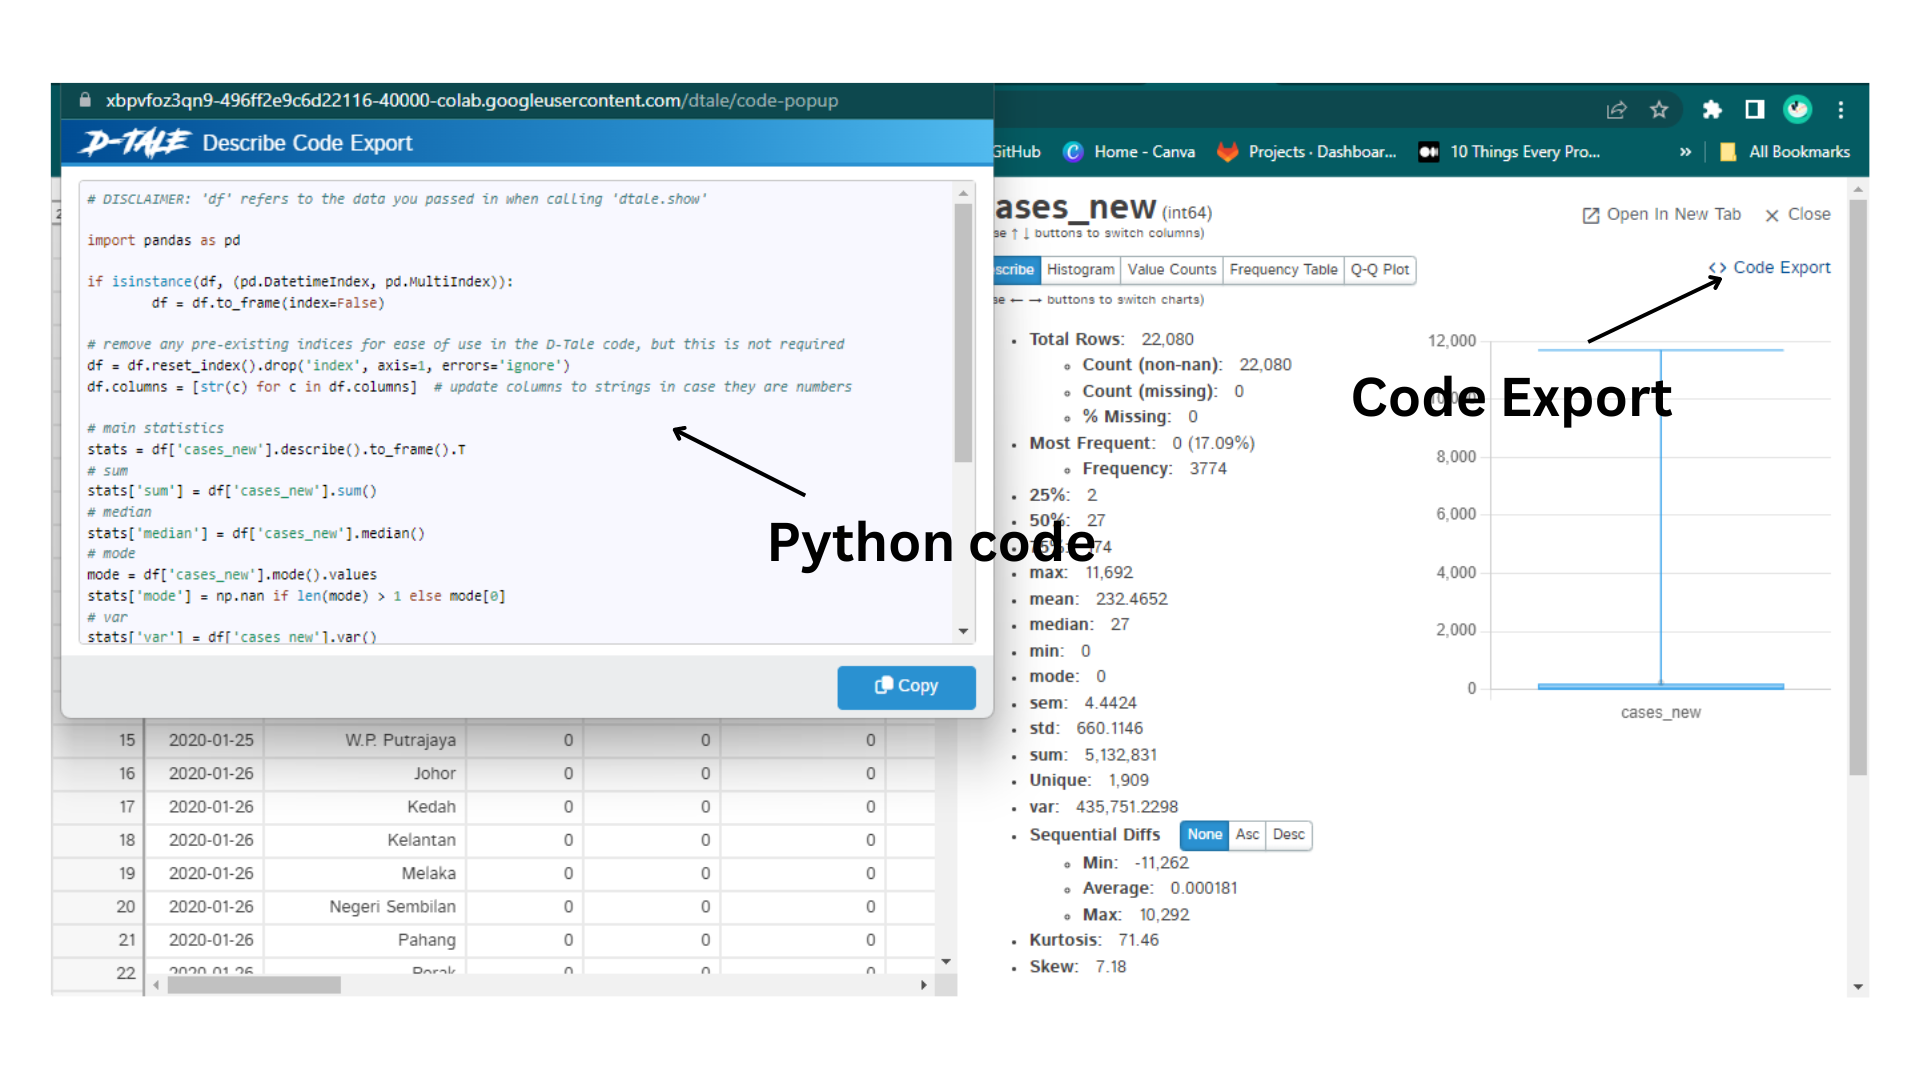 xbpvfoz3qn9-496ff2e9c6d22116-40000-colab.googleusercontent.com/dtale/code-popup
D-TALE Describe Code Export
# DISCLAIMER: 'df' refers to the data you passed in when calling 'dtale.show'
import pandas as pd
if isinstance(df, (pd.DatetimeIndex, pd.MultiIndex)):
df = df.to_frame(index=False)
# remove any pre-existing indices for ease of use in the D-Tale code, but this is not required
df = df.reset_index().drop('index', axis=1, errors='ignore')
df.columns = [str(c) for c in df.columns]  # update columns to strings in case they are numbers
# main statistics
stats = df['cases_new'].describe().to_frame().T
# sum
stats['sum'] = df['cases_new'].sum()
# median
stats['median'] = df['cases_new'].median()
# mode
mode = df['cases_new'].mode().values
stats['mode'] = np.nan if len(mode) > 1 else mode[0]
# var
stats['var'] = df['cases_new'].var()
Copy
Python code
15 2020-01-25 W.P. Putrajaya 0 0 0
16 2020-01-26 Johor 0 0 0
17 2020-01-26 Kedah 0 0 0
18 2020-01-26 Kelantan 0 0 0
19 2020-01-26 Melaka 0 0 0
20 2020-01-26 Negeri Sembilan 0 0 0
21 2020-01-26 Pahang 0 0 0
22 2020-01-26 Perak 0 0 0
GitHub Home - Canva Projects · Dashboar... 10 Things Every Pro... » All Bookmarks
ases_new (int64)
Open In New Tab × Close
se ↑ ↓ buttons to switch columns)
scribe Histogram Value Counts Frequency Table Q-Q Plot
<> Code Export
se ← → buttons to switch charts)
Total Rows: 22,080
Count (non-nan): 22,080
Count (missing): 0
% Missing: 0
Most Frequent: 0 (17.09%)
Frequency: 3774
25%: 2
50%: 27
75%: 74
max: 11,692
mean: 232.4652
median: 27
min: 0
mode: 0
sem: 4.4424
std: 660.1146
sum: 5,132,831
Unique: 1,909
var: 435,751.2298
Sequential Diffs None Asc Desc
Min: -11,262
Average: 0.000181
Max: 10,292
Kurtosis: 71.46
Skew: 7.18
Code Export
12,000
10,000
8,000
6,000
4,000
2,000
0
cases_new